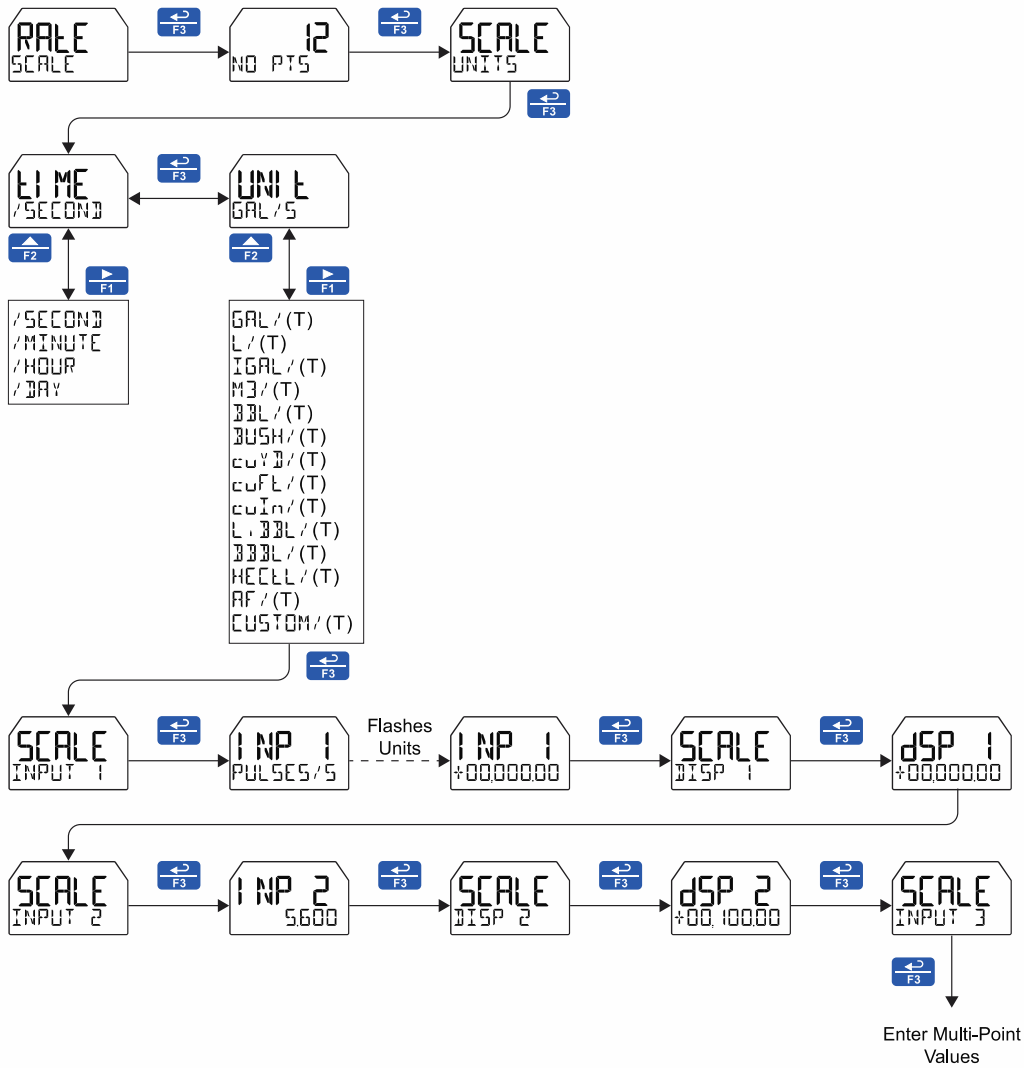 F3
F3
RAtE
SCALE
12
NO PTS
SCALE
UNITS
F3
F3
tIME
/SECOND
UNIt
GAL/S
F2
F1
F2
F1
/SECOND
/MINUTE
/HOUR
/DAY
GAL/(T)
L/(T)
IGAL/(T)
M3/(T)
BBL/(T)
BUSH/(T)
cuYD/(T)
cuFt/(T)
cuIn/(T)
Li.BBL/(T)
BBBL/(T)
HECtL/(T)
AF/(T)
CUSTOM/(T)
F3
SCALE
INPUT 1
F3
INP 1
PULSES/S
Flashes
Units
INP 1
+00,000.00
F3
SCALE
DISP 1
F3
dSP 1
+00,000.00
SCALE
INPUT 2
F3
INP 2
5.600
F3
SCALE
DISP 2
F3
dSP 2
+00,100.00
F3
SCALE
INPUT 3
F3
Enter Multi-Point
Values